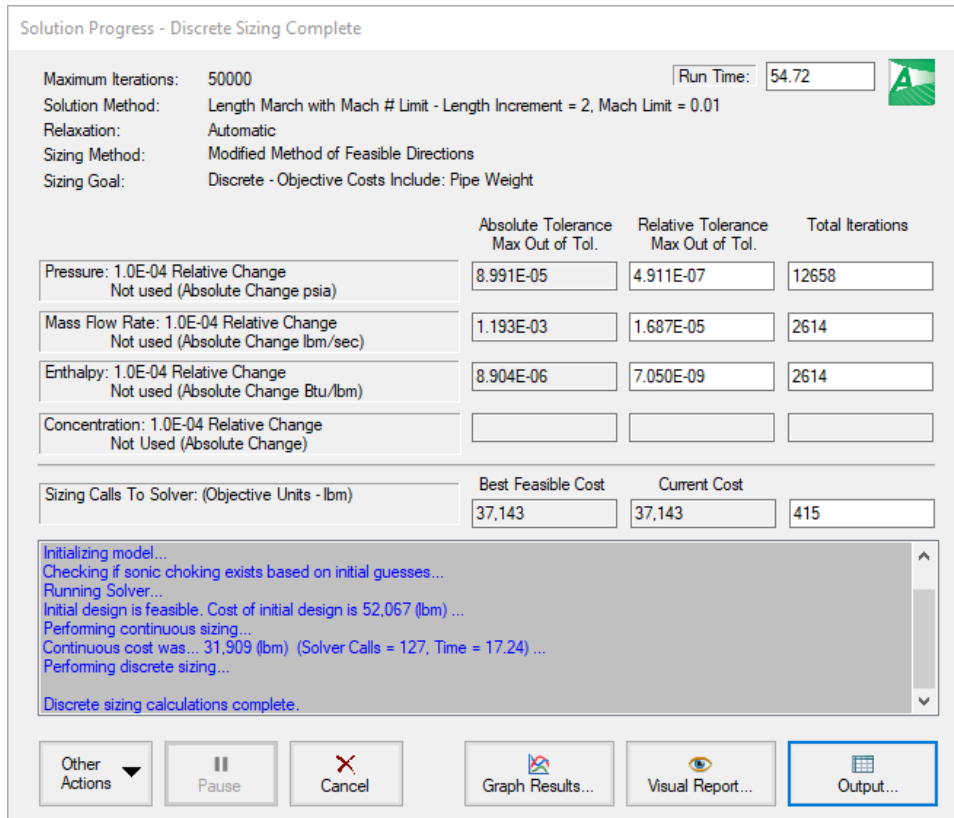 Solution Progress - Discrete Sizing Complete
Maximum Iterations: 50000
Run Time: 54.72
Solution Method: Length March with Mach # Limit - Length Increment = 2, Mach Limit = 0.01
Relaxation: Automatic
Sizing Method: Modified Method of Feasible Directions
Sizing Goal: Discrete - Objective Costs Include: Pipe Weight
Absolute Tolerance Relative Tolerance Total Iterations
Max Out of Tol. Max Out of Tol.
Pressure: 1.0E-04 Relative Change 8.991E-05 4.911E-07 12658
Not used (Absolute Change psia)
Mass Flow Rate: 1.0E-04 Relative Change 1.193E-03 1.687E-05 2614
Not used (Absolute Change lbm/sec)
Enthalpy: 1.0E-04 Relative Change 8.904E-06 7.050E-09 2614
Not used (Absolute Change Btu/lbm)
Concentration: 1.0E-04 Relative Change
Not Used (Absolute Change)
Best Feasible Cost Current Cost
Sizing Calls To Solver: (Objective Units - lbm) 37,143 37,143 415
Initializing model...
Checking if sonic choking exists based on initial guesses...
Running Solver...
Initial design is feasible. Cost of initial design is 52,067 (lbm) ...
Performing continuous sizing...
Continuous cost was... 31,909 (lbm) (Solver Calls = 127, Time = 17.24) ...
Performing discrete sizing...
Discrete sizing calculations complete.
Other
Actions
Pause
Cancel
Graph Results...
Visual Report...
Output...